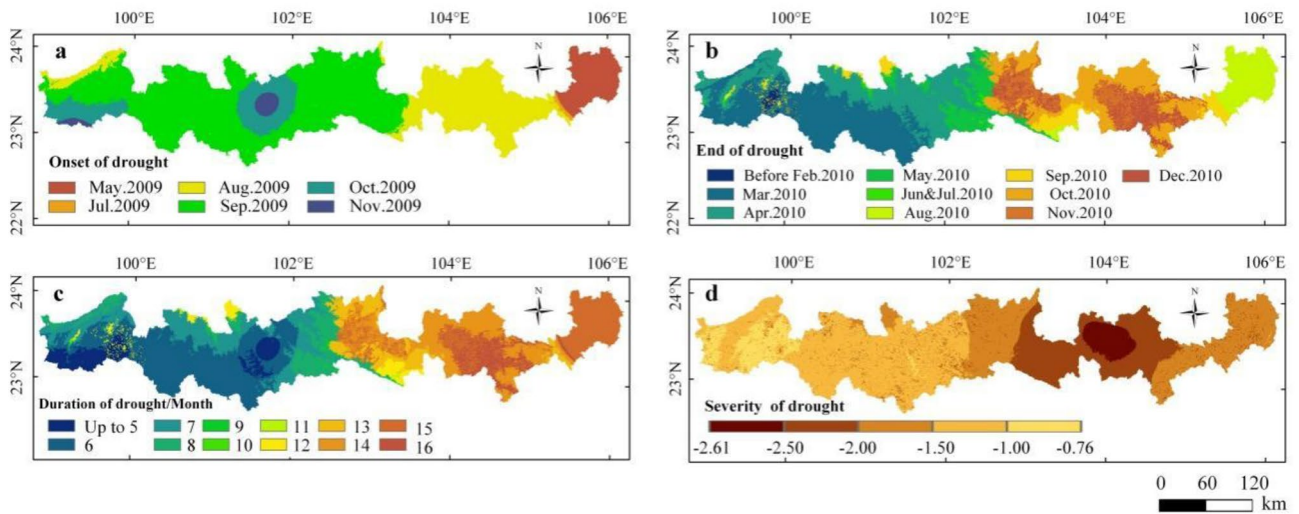 100°E 102°E 104°E 106°E
100°E 102°E 104°E 106°E
24°N
23°N
22°N
a
N
Onset of drought
May.2009 Aug.2009 Oct.2009
Jul.2009 Sep.2009 Nov.2009
24°N
23°N
22°N
b
N
End of drought
Before Feb.2010 May.2010 Sep.2010 Dec.2010
Mar.2010 Jun&Jul.2010 Oct.2010
Apr.2010 Aug.2010 Nov.2010
100°E 102°E 104°E 106°E
100°E 102°E 104°E 106°E
24°N
23°N
c
N
Duration of drought/Month
Up to 5 7 9 11 13 15
6 8 10 12 14 16
24°N
23°N
d
N
Severity of drought
-2.61 -2.50 -2.00 -1.50 -1.00 -0.76
0 60 120
km